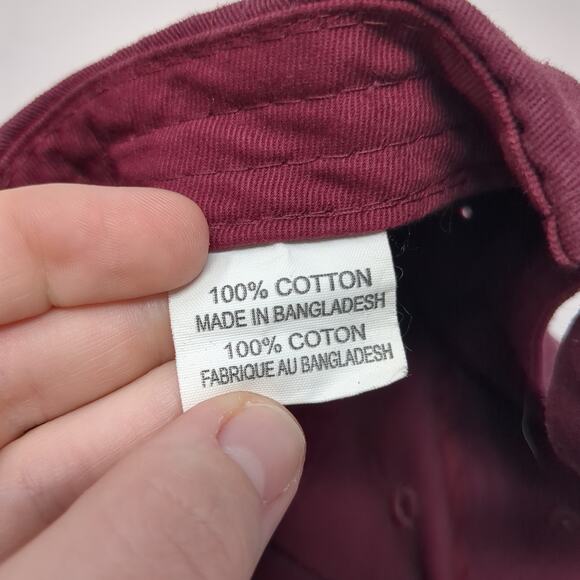 100% COTTON
MADE IN BANGLADESH
100% COTON
FABRIQUE AU BANGLADESH